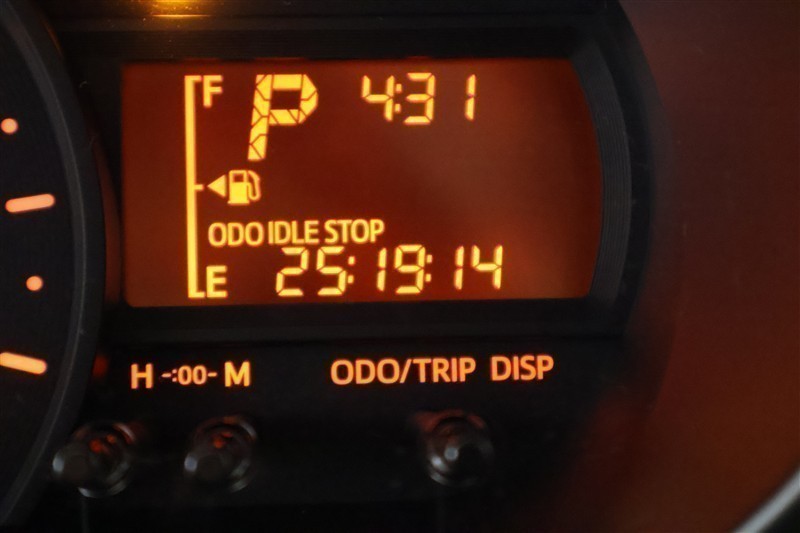 F P 4:31
ODO IDLE STOP
E 25:19:14
H -:00- M ODO/TRIP DISP